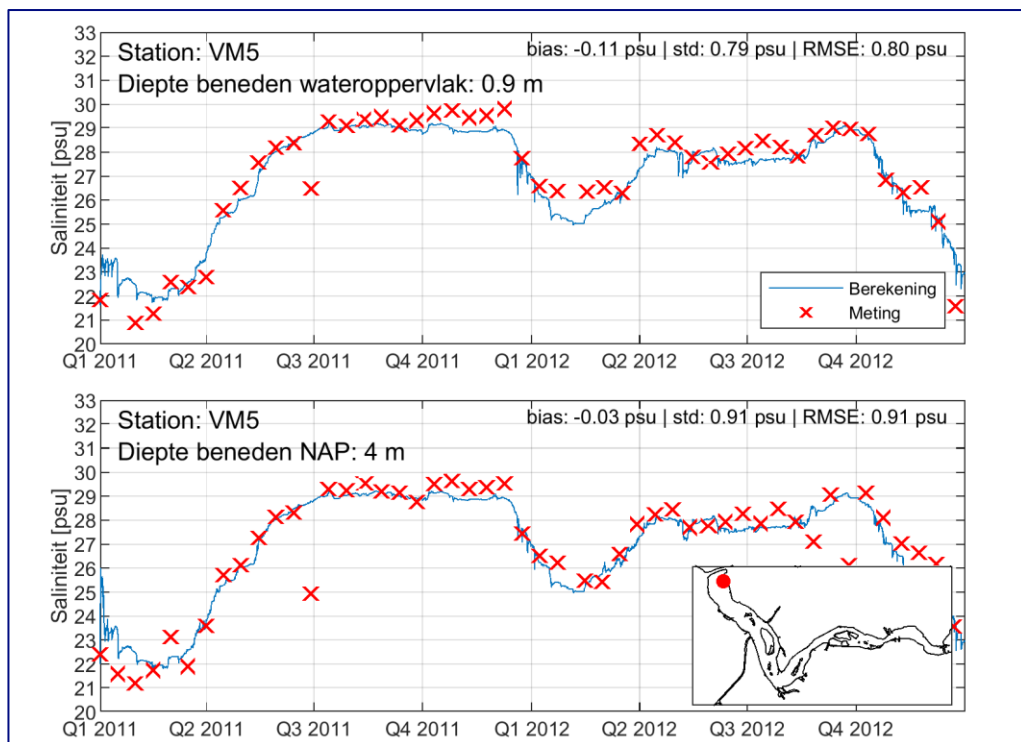 Station: VM5
bias: -0.11 psu | std: 0.79 psu | RMSE: 0.80 psu
Diepte beneden wateroppervlak: 0.9 m
Saliniteit [psu]
33
32
31
30
29
28
27
26
25
24
23
22
21
20
Berekening
Meting
Q1 2011
Q2 2011
Q3 2011
Q4 2011
Q1 2012
Q2 2012
Q3 2012
Q4 2012
Station: VM5
bias: -0.03 psu | std: 0.91 psu | RMSE: 0.91 psu
Diepte beneden NAP: 4 m
Saliniteit [psu]
33
32
31
30
29
28
27
26
25
24
23
22
21
20
Q1 2011
Q2 2011
Q3 2011
Q4 2011
Q1 2012
Q2 2012
Q3 2012
Q4 2012